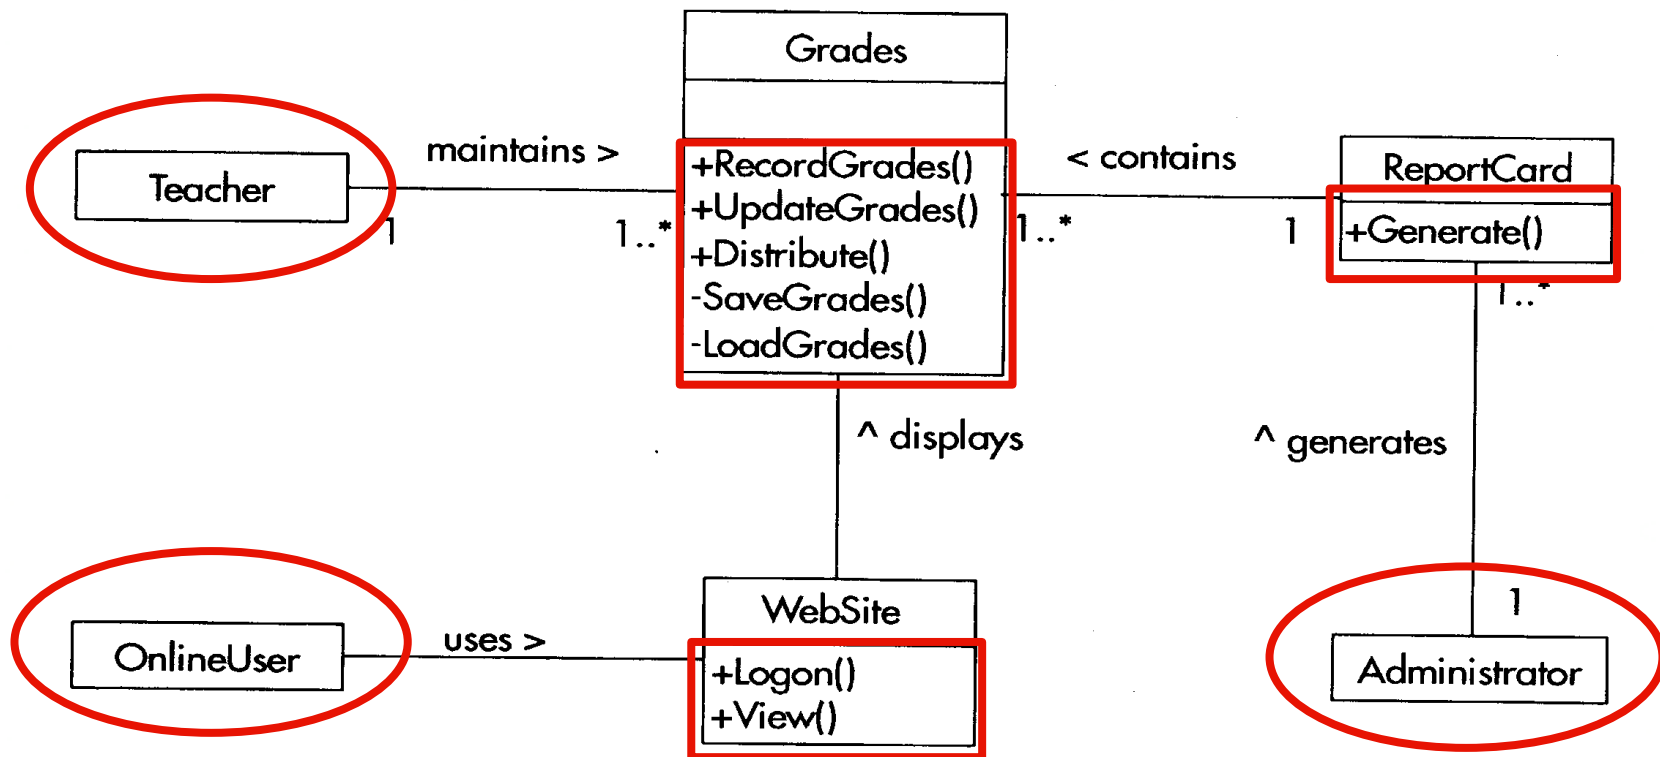 Grades
+RecordGrades()
+UpdateGrades()
+Distribute()
-SaveGrades()
-LoadGrades()
Teacher
maintains >
1
1..*
< contains
1..*
1
ReportCard
+Generate()
1..*
^ displays
^ generates
1
OnlineUser
uses >
WebSite
+Logon()
+View()
Administrator